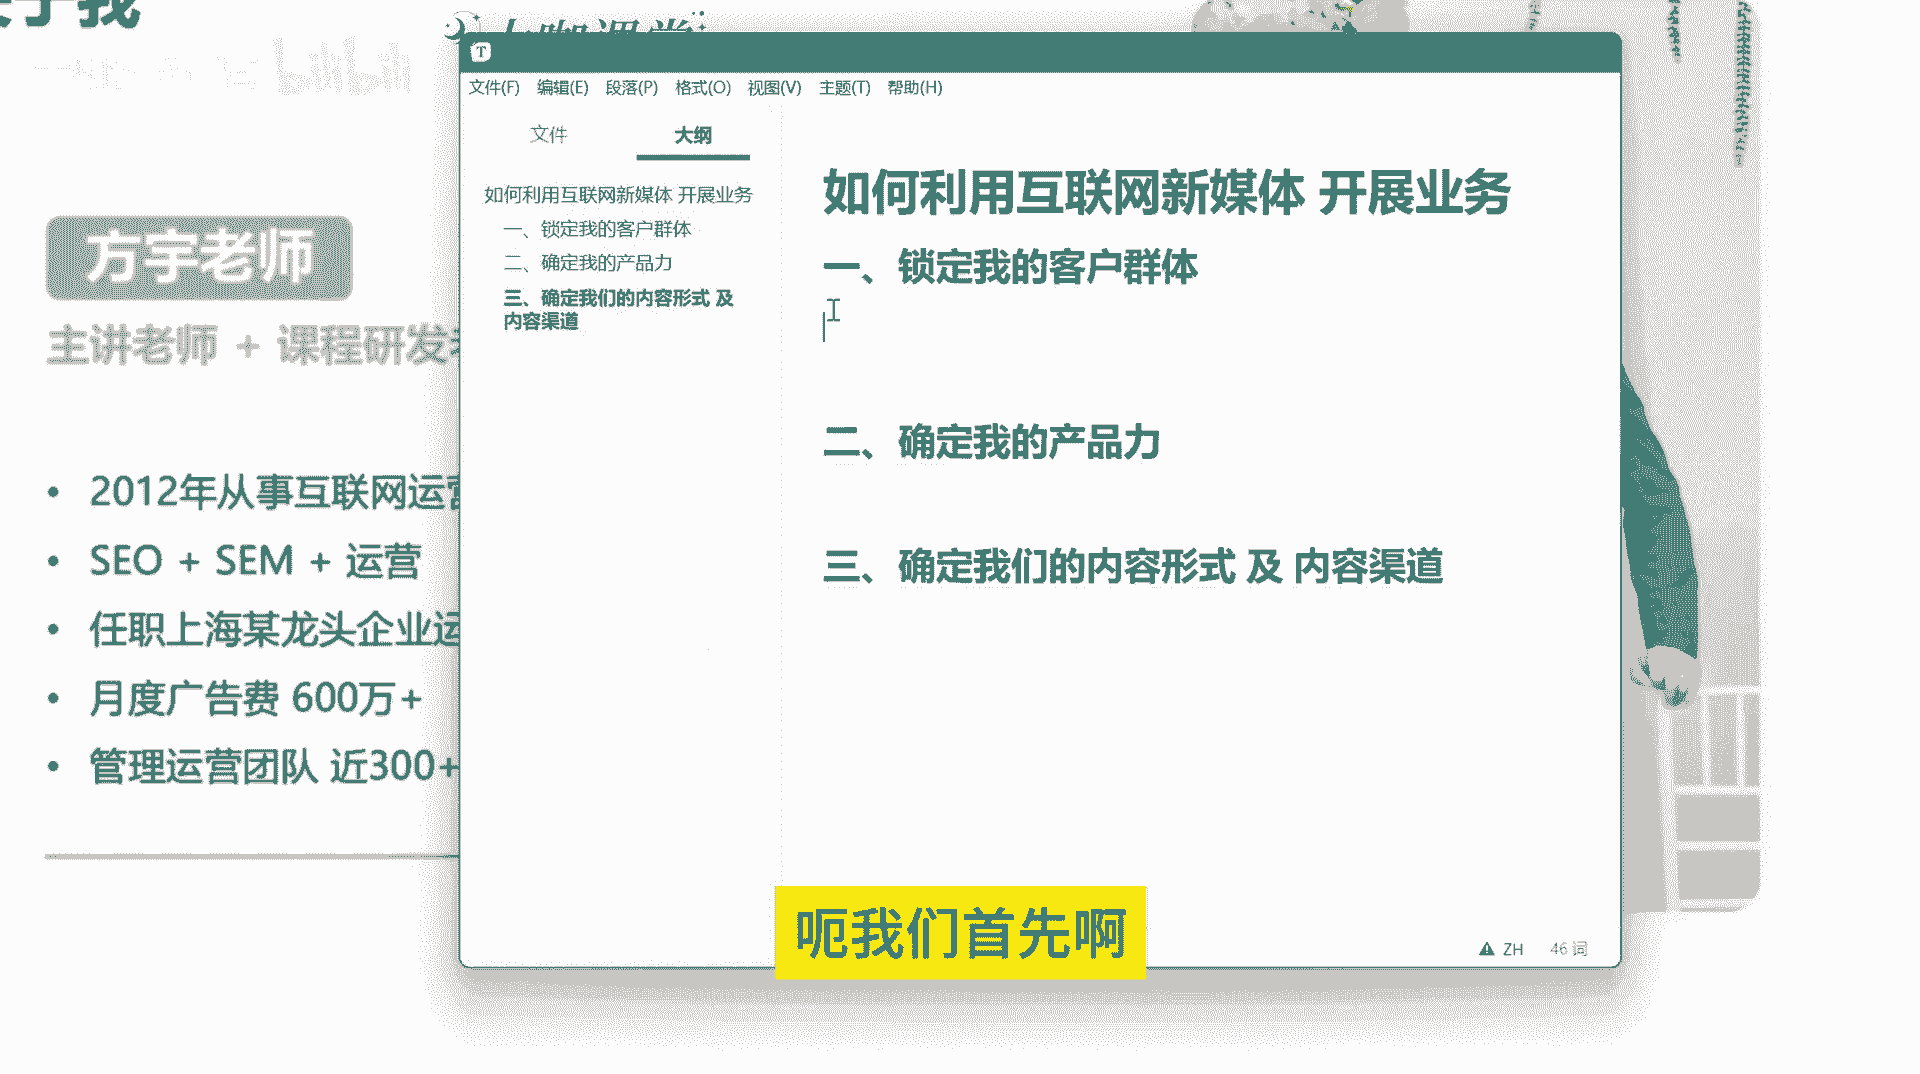 bilibili
方宇老师
主讲老师 + 课程研发
2012年从事互联网运营
SEO + SEM + 运营
任职上海某龙头企业运
月度广告费 600万+
管理运营团队 近300+
T
文件(F) 编辑(E) 段落(P) 格式(O) 视图(V) 主题(T) 帮助(H)
文件 大纲
如何利用互联网新媒体 开展业务
一、锁定我的客户群体
二、确定我的产品力
三、确定我们的内容形式 及
内容渠道
如何利用互联网新媒体 开展业务
一、锁定我的客户群体
二、确定我的产品力
三、确定我们的内容形式 及 内容渠道
ZH 46 词
呃我们首先啊